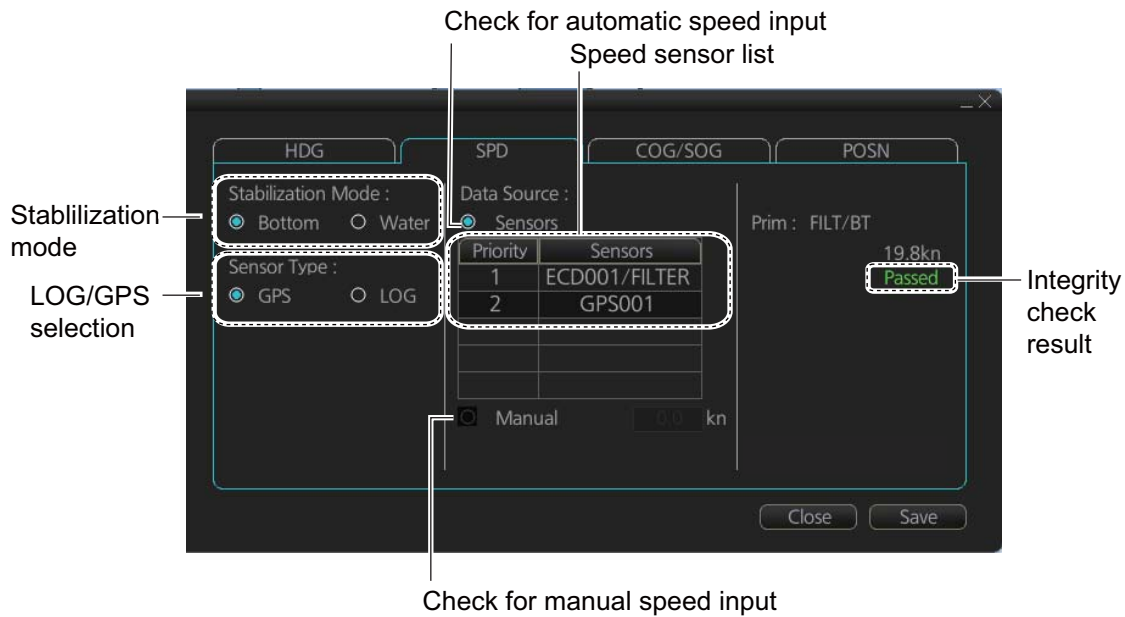 Check for automatic speed input
Speed sensor list
HDG
SPD
COG/SOG
POSN
Stablilization
mode
Stabilization Mode :
Bottom
Water
LOG/GPS
selection
Sensor Type :
GPS
LOG
Data Source :
Sensors
Priority Sensors
1 ECD001/FILTER
2 GPS001
Manual 0.0 kn
Prim : FILT/BT
19.8kn
Passed
Integrity
check
result
Close
Save
Check for manual speed input